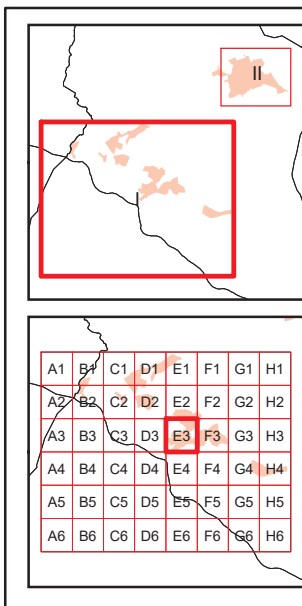 II
I
A1 B1 C1 D1 E1 F1 G1 H1
A2 B2 C2 D2 E2 F2 G2 H2
A3 B3 C3 D3 E3 F3 G3 H3
A4 B4 C4 D4 E4 F4 G4 H4
A5 B5 C5 D5 E5 F5 G5 H5
A6 B6 C6 D6 E6 F6 G6 H6